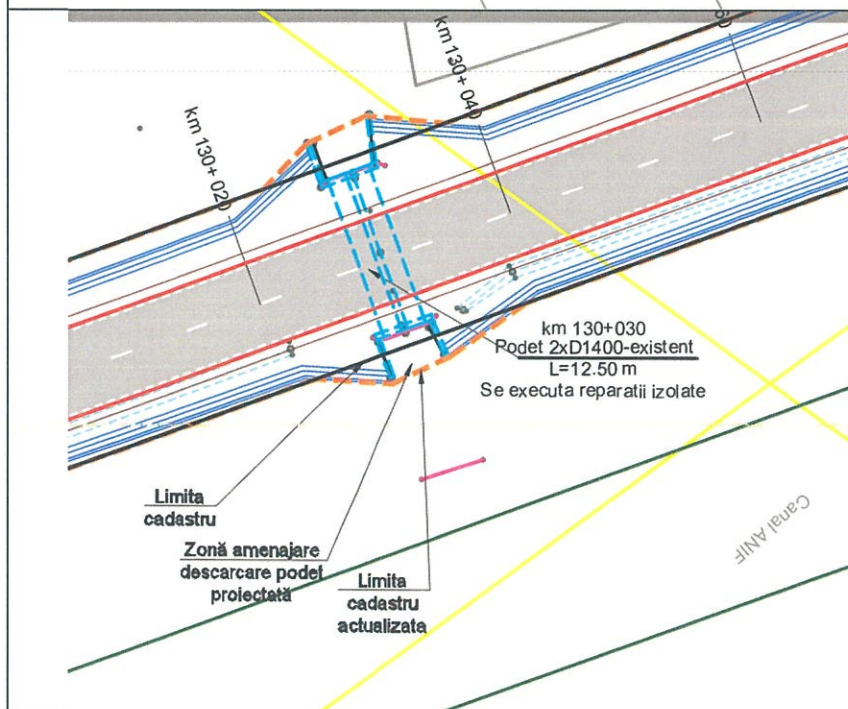 km 130+020
km 130+040
60
km 130+030
Podet 2xD1400-existent
L=12.50 m
Se executa reparatii izolate
Limita
cadastru
Zonă amenajare
descarcare podet
proiectată
Limita
cadastru
actualizata
Canal ANIF